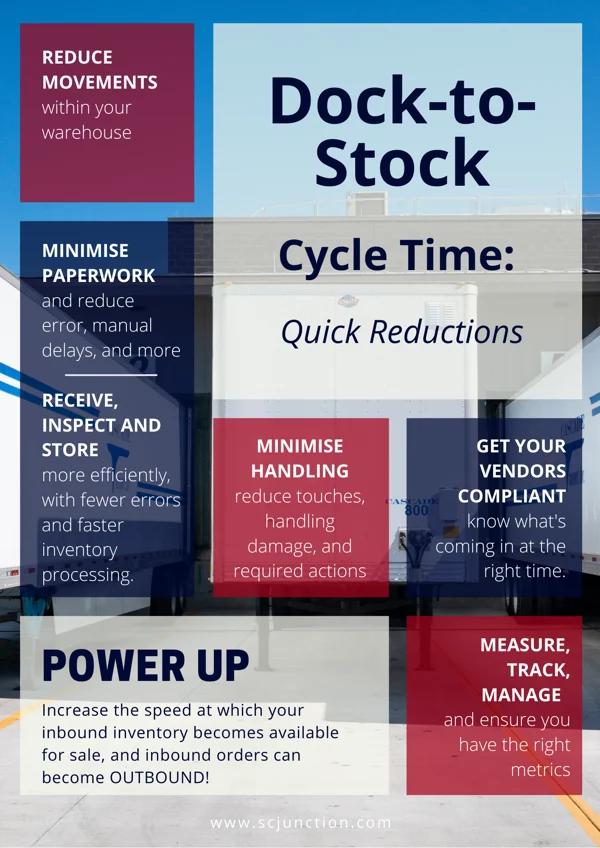 REDUCE
MOVEMENTS
within your
warehouse
Dock-to-
Stock
Cycle Time:
Quick Reductions
MINIMISE
PAPERWORK
and reduce
error, manual
delays, and more
RECEIVE,
INSPECT AND
STORE
more efficiently,
with fewer errors
and faster
inventory
processing.
MINIMISE
HANDLING
reduce touches,
handling
damage, and
required actions
GET YOUR
VENDORS
COMPLIANT
know what's
coming in at the
right time.
CASCADE
800
POWER UP
Increase the speed at which your
inbound inventory becomes available
for sale, and inbound orders can
become OUTBOUND!
MEASURE,
TRACK,
MANAGE
and ensure you
have the right
metrics
www.scjunction.com